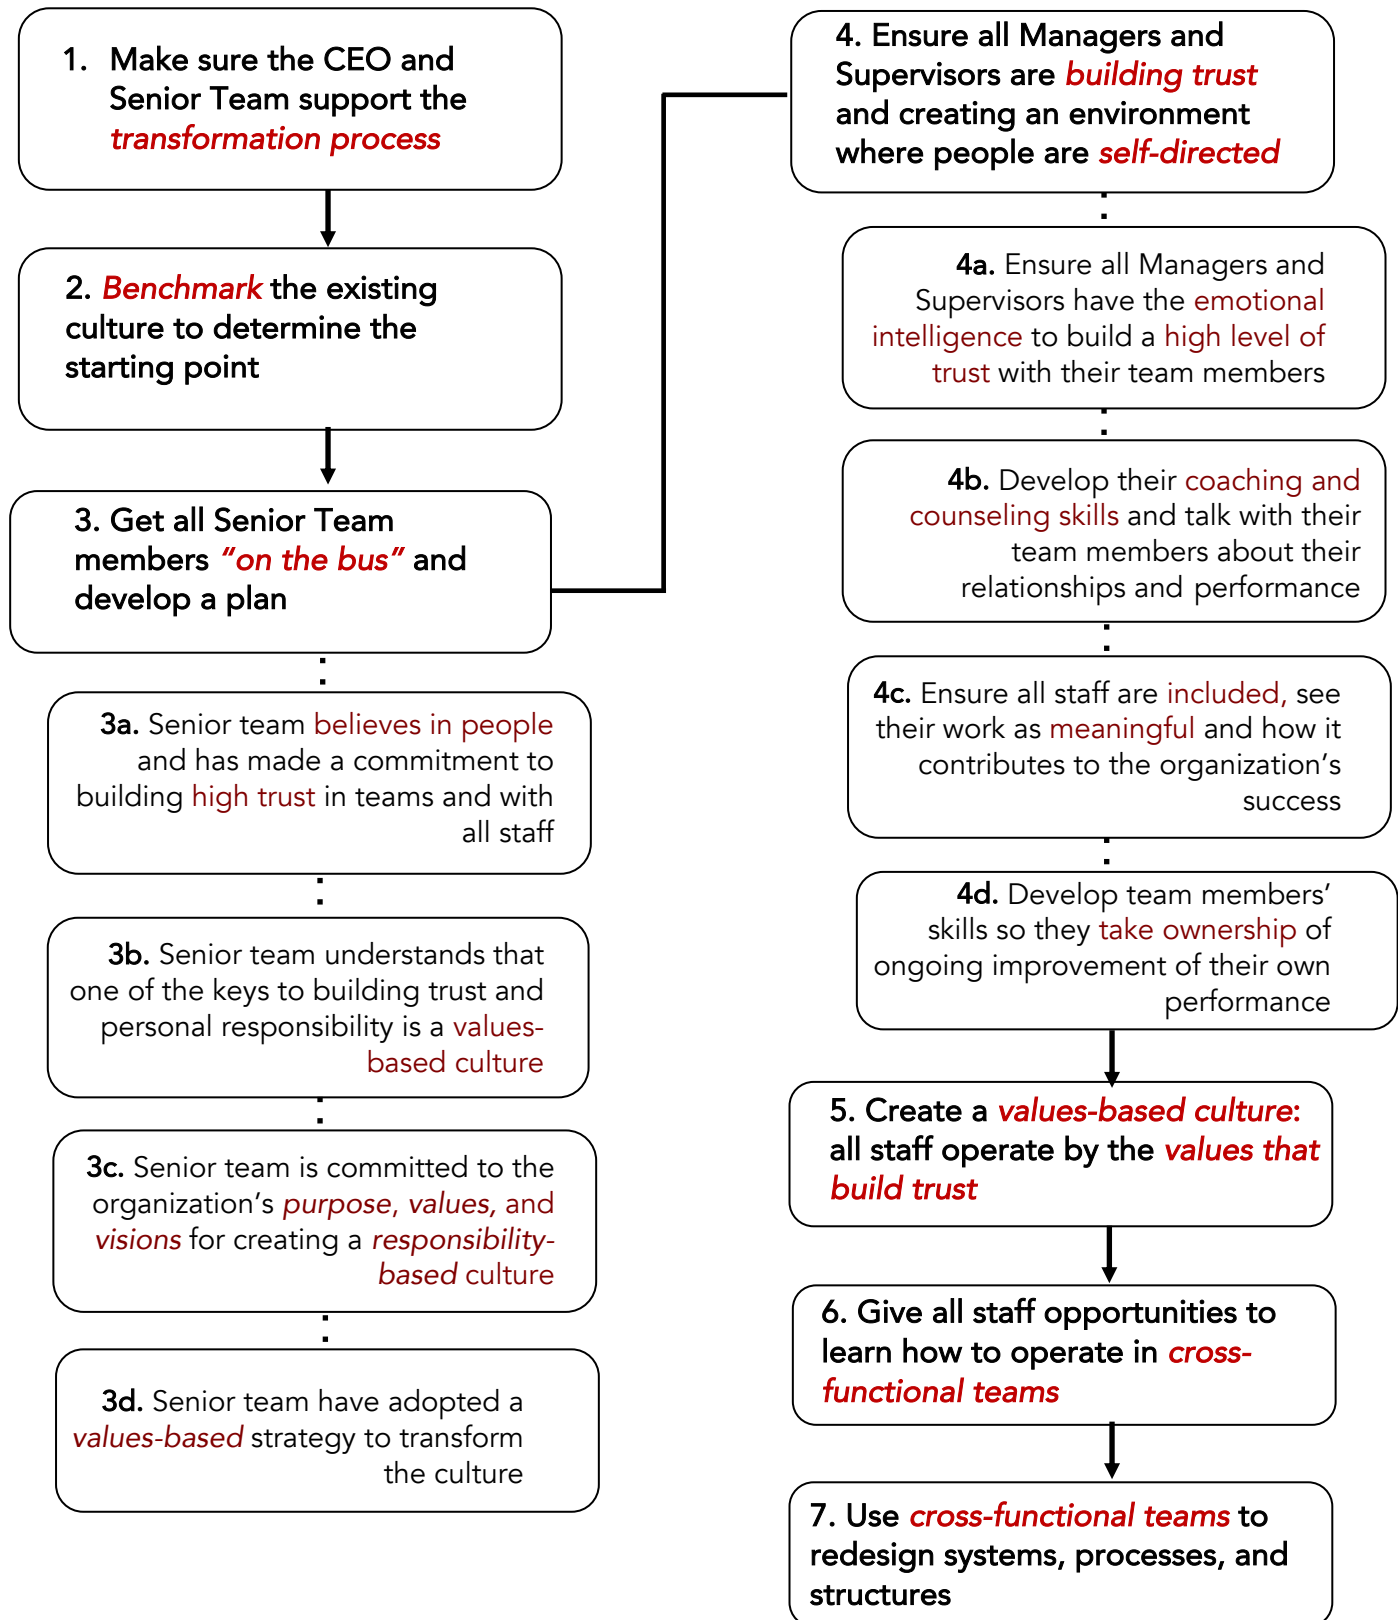 1. Make sure the CEO and
Senior Team support the
transformation process
2. Benchmark the existing
culture to determine the
starting point
3. Get all Senior Team
members “on the bus” and
develop a plan
3a. Senior team believes in people
and has made a commitment to
building high trust in teams and with
all staff
3b. Senior team understands that
one of the keys to building trust and
personal responsibility is a values-
based culture
3c. Senior team is committed to the
organization’s purpose, values, and
visions for creating a responsibility-
based culture
3d. Senior team have adopted a
values-based strategy to transform
the culture
4. Ensure all Managers and
Supervisors are building trust
and creating an environment
where people are self-directed
4a. Ensure all Managers and
Supervisors have the emotional
intelligence to build a high level of
trust with their team members
4b. Develop their coaching and
counseling skills and talk with their
team members about their
relationships and performance
4c. Ensure all staff are included, see
their work as meaningful and how it
contributes to the organization’s
success
4d. Develop team members’
skills so they take ownership of
ongoing improvement of their own
performance
5. Create a values-based culture:
all staff operate by the values that
build trust
6. Give all staff opportunities to
learn how to operate in cross-
functional teams
7. Use cross-functional teams to
redesign systems, processes, and
structures